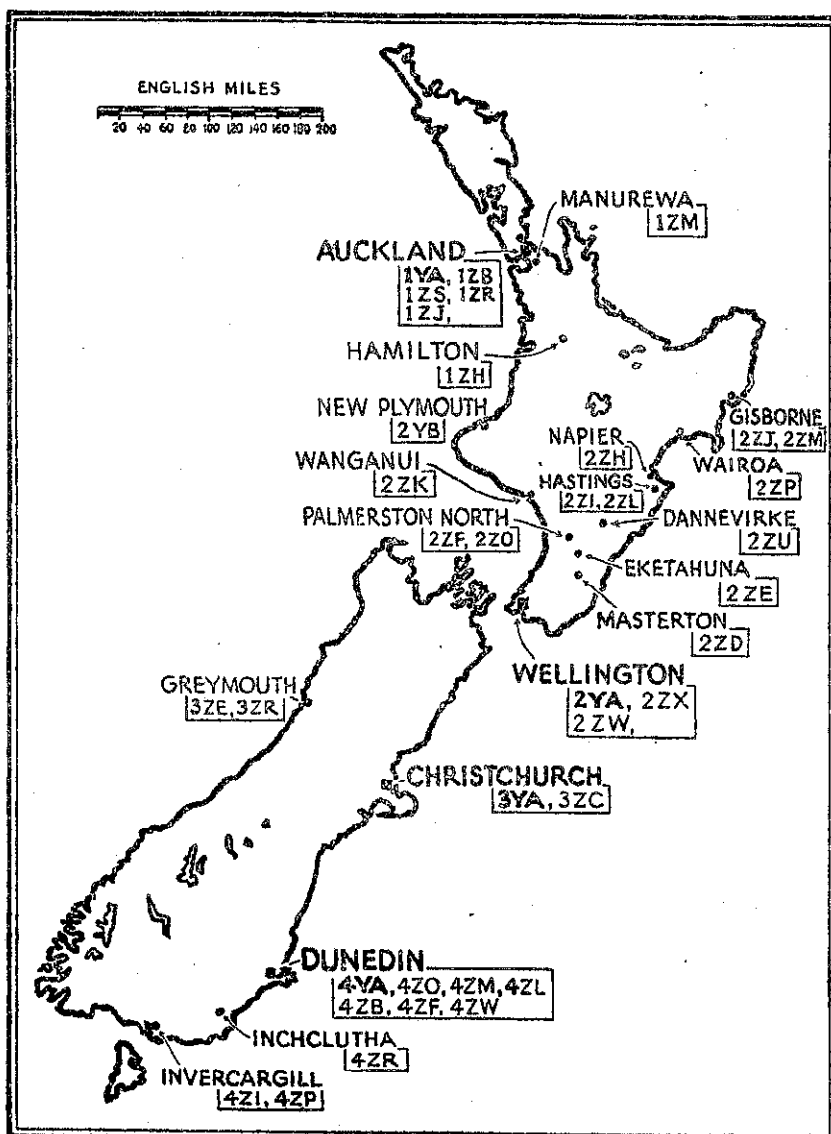 ENGLISH MILES
20 40 60 80 100 120 140 160 180 200
MANUREWA
1ZM
AUCKLAND
1YA, 1ZB
1ZS, 1ZR
1ZJ,
HAMILTON
1ZH
NEW PLYMOUTH
2YB
GISBORNE
2ZJ, 2ZM
NAPIER
2ZH
WAIROA
2ZP
WANGANUI
2ZK
HASTINGS
2ZI, 2ZL
PALMERSTON NORTH
2ZF, 2ZO
DANNEVIRKE
2ZU
EKETAHUNA
2ZE
MASTERTON
2ZD
WELLINGTON
2YA, 2ZX
2ZW,
GREYMOUTH
3ZE, 3ZR
CHRISTCHURCH
3YA, 3ZC
DUNEDIN
4YA, 4ZO, 4ZM, 4ZL
4ZB, 4ZF, 4ZW
INCHCLUTHA
4ZR
INVERCARGILL
4ZI, 4ZP